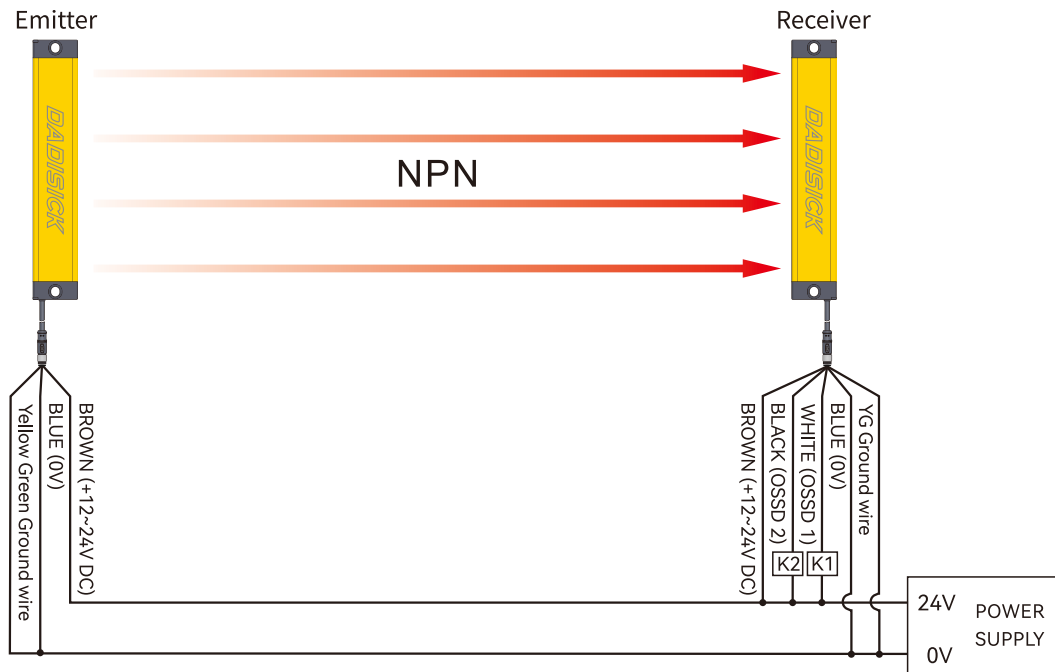 Emitter
Receiver
DADISICK
DADISICK
NPN
Yellow Green Ground wire
BLUE (0V)
BROWN (+12~24V DC)
BROWN (+12~24V DC)
BLACK (OSSD 2)
WHITE (OSSD 1)
BLUE (0V)
YG Ground wire
K2
K1
24V
POWER
SUPPLY
0V